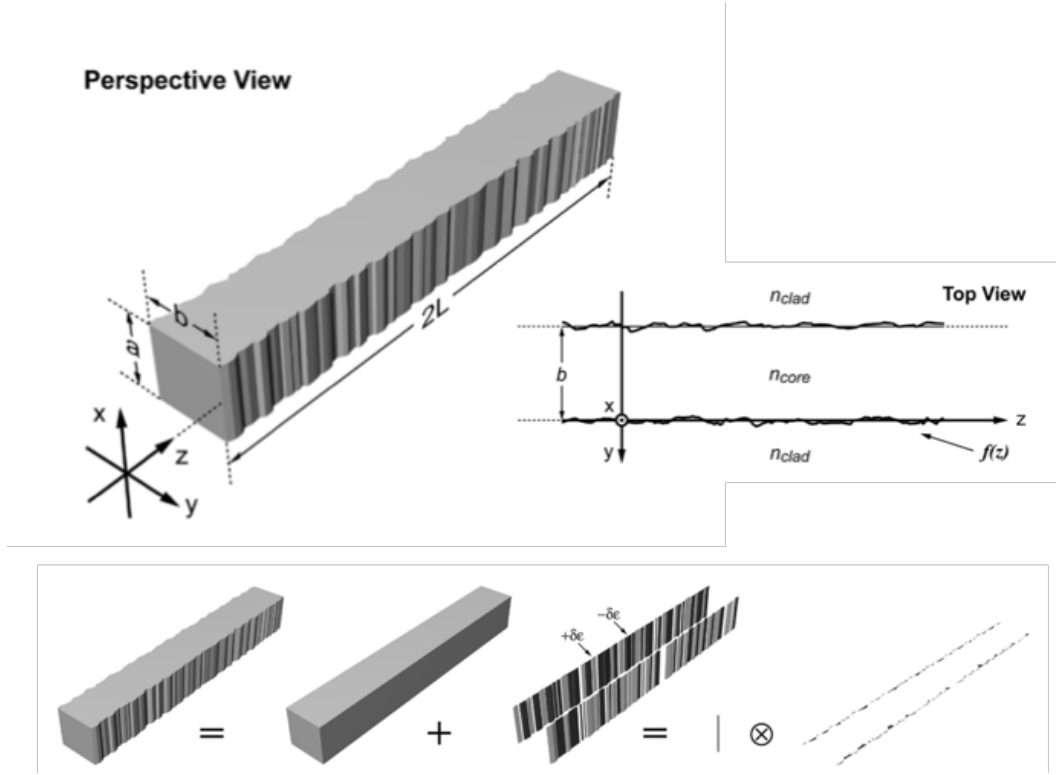 Perspective View
b
a
2L
x
z
y
n_clad
Top View
b
n_core
x
z
y
n_clad
f(z)
−δε
+δε
=
+
=
⊗